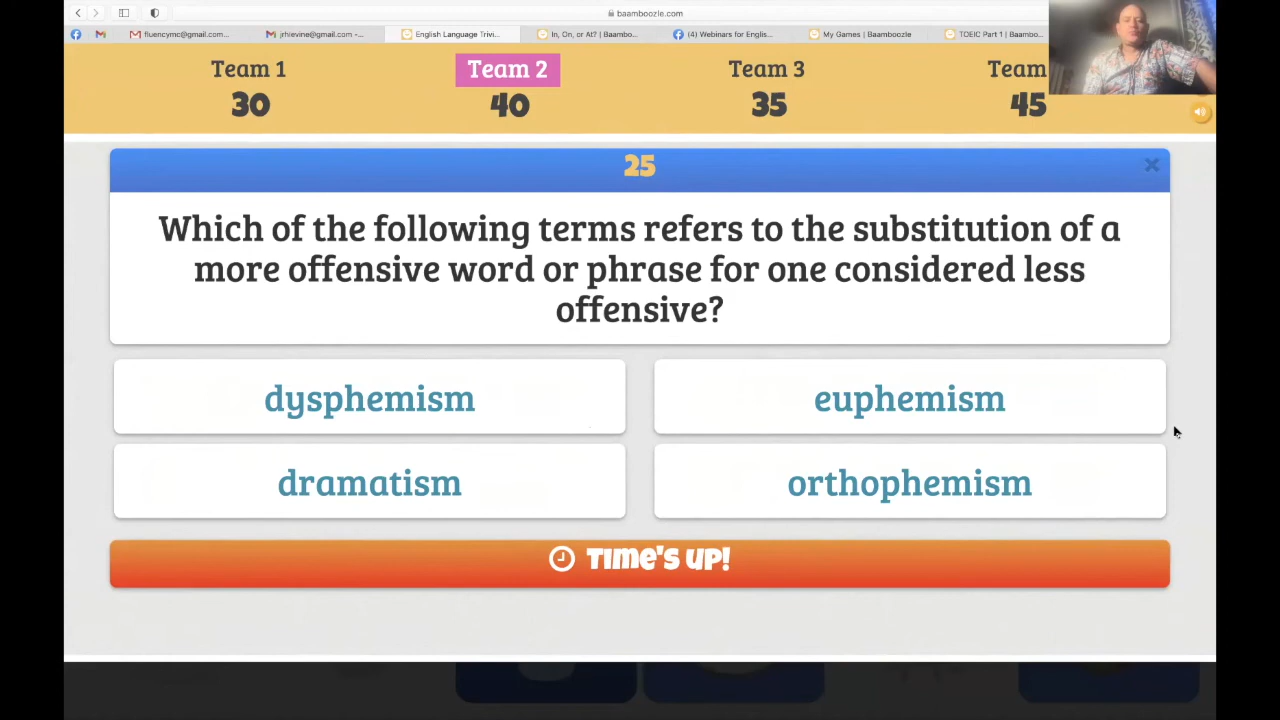 baamboozle.com
fluencymc@gmail.com...
jrhlevine@gmail.com -...
English Language Trivi...
In, On, or At? | Baambo...
(4) Webinars for Englis...
My Games | Baamboozle
TOEIC Part 1 | Baambo...
Team 1
Team 2
Team 3
Team
30
40
35
45
25
Which of the following terms refers to the substitution of a
more offensive word or phrase for one considered less
offensive?
dysphemism
euphemism
dramatism
orthophemism
Time's up!